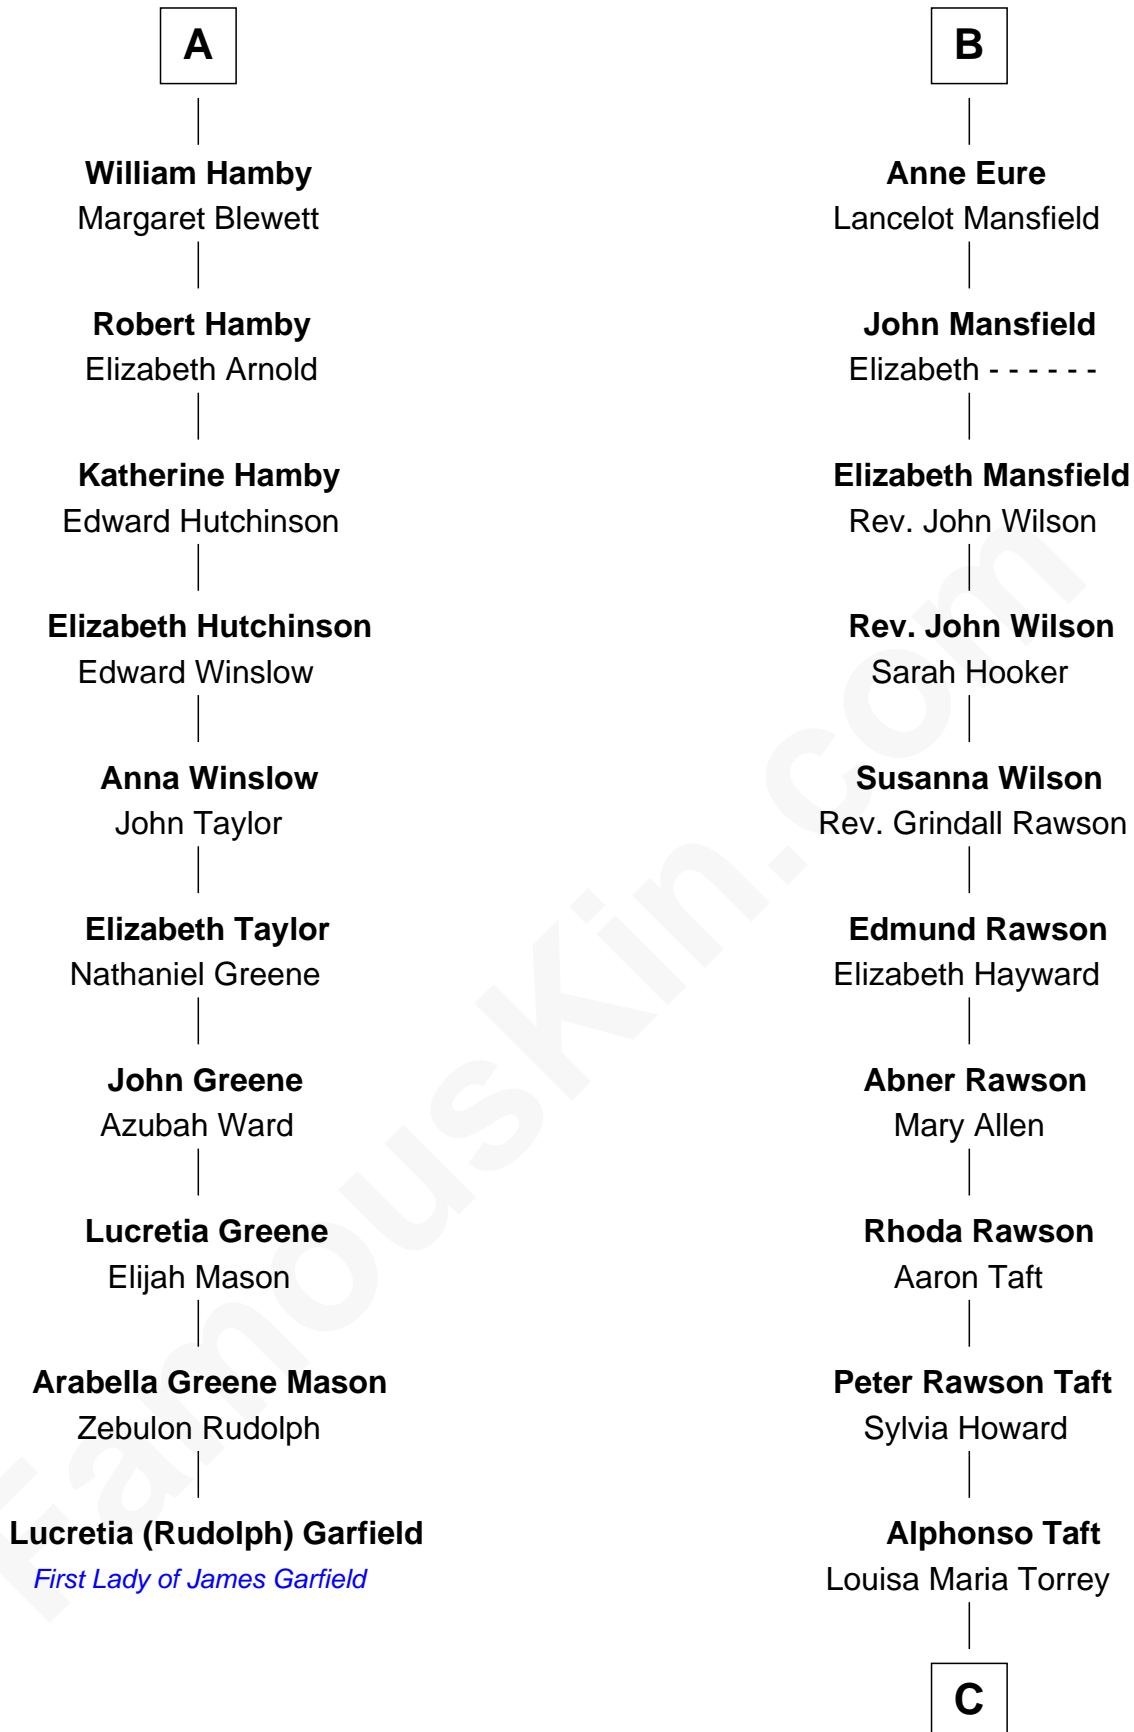 A
William Hamby
Margaret Blewett
Robert Hamby
Elizabeth Arnold
Katherine Hamby
Edward Hutchinson
Elizabeth Hutchinson
Edward Winslow
Anna Winslow
John Taylor
Elizabeth Taylor
Nathaniel Greene
John Greene
Azubah Ward
Lucretia Greene
Elijah Mason
Arabella Greene Mason
Zebulon Rudolph
Lucretia (Rudolph) Garfield
First Lady of James Garfield
B
Anne Eure
Lancelot Mansfield
John Mansfield
Elizabeth - - - - - -
Elizabeth Mansfield
Rev. John Wilson
Rev. John Wilson
Sarah Hooker
Susanna Wilson
Rev. Grindall Rawson
Edmund Rawson
Elizabeth Hayward
Abner Rawson
Mary Allen
Rhoda Rawson
Aaron Taft
Peter Rawson Taft
Sylvia Howard
Alphonso Taft
Louisa Maria Torrey
C
FamousKin.com